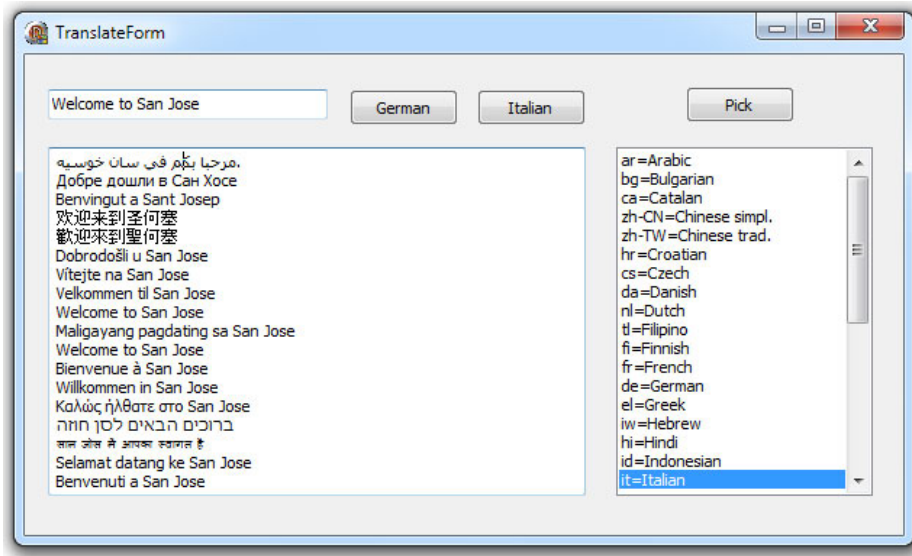 TranslateForm
Welcome to San Jose
German
Italian
Pick
مرحبا بكم في سان خوسيه.
Добре дошли в Сан Хосе
Benvingut a Sant Josep
欢迎来到圣何塞
歡迎來到聖何塞
Dobrodošli u San Jose
Vítejte na San Jose
Velkommen til San Jose
Welcome to San Jose
Maligayang pagdating sa San Jose
Welcome to San Jose
Bienvenue à San Jose
Willkommen in San Jose
Καλώς ήλθατε στο San Jose
ברוכים הבאים לסן חוזה
सान जोस मे आपका स्वागत है
Selamat datang ke San Jose
Benvenuti a San Jose
ar=Arabic
bg=Bulgarian
ca=Catalan
zh-CN=Chinese simpl.
zh-TW=Chinese trad.
hr=Croatian
cs=Czech
da=Danish
nl=Dutch
tl=Filipino
fi=Finnish
fr=French
de=German
el=Greek
iw=Hebrew
hi=Hindi
id=Indonesian
it=Italian